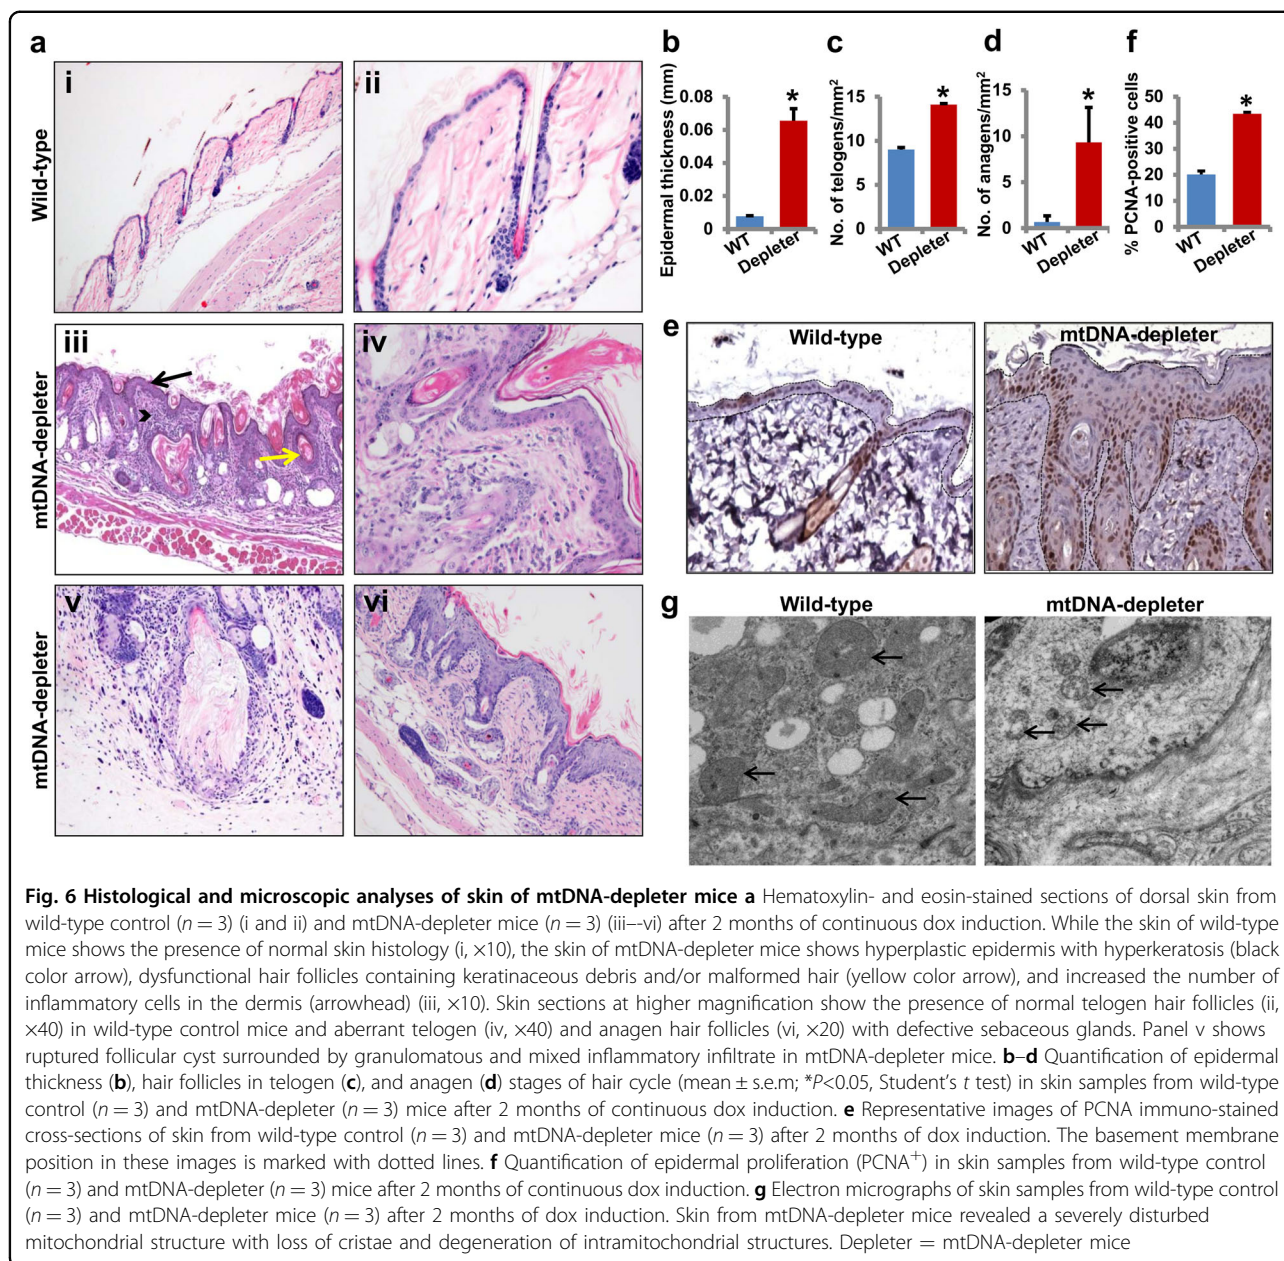 a
i
ii
Wild-type
iii
iv
mtDNA-depleter
v
vi
mtDNA-depleter
b
Epidermal thickness (mm)
0.08
0.06
0.04
0.02
0
*
WT
Depleter
c
No. of telogens/mm²
15
10
5
0
*
WT
Depleter
d
No. of anagens/mm²
15
10
5
0
*
WT
Depleter
f
% PCNA-positive cells
50
40
30
20
10
0
*
WT
Depleter
e
Wild-type
mtDNA-depleter
g
Wild-type
mtDNA-depleter
Fig. 6 Histological and microscopic analyses of skin of mtDNA-depleter mice a Hematoxylin- and eosin-stained sections of dorsal skin from
wild-type control (n = 3) (i and ii) and mtDNA-depleter mice (n = 3) (iii–-vi) after 2 months of continuous dox induction. While the skin of wild-type
mice shows the presence of normal skin histology (i, ×10), the skin of mtDNA-depleter mice shows hyperplastic epidermis with hyperkeratosis (black
color arrow), dysfunctional hair follicles containing keratinaceous debris and/or malformed hair (yellow color arrow), and increased the number of
inflammatory cells in the dermis (arrowhead) (iii, ×10). Skin sections at higher magnification show the presence of normal telogen hair follicles (ii,
×40) in wild-type control mice and aberrant telogen (iv, ×40) and anagen hair follicles (vi, ×20) with defective sebaceous glands. Panel v shows
ruptured follicular cyst surrounded by granulomatous and mixed inflammatory infiltrate in mtDNA-depleter mice. b–d Quantification of epidermal
thickness (b), hair follicles in telogen (c), and anagen (d) stages of hair cycle (mean ± s.e.m; *P<0.05, Student's t test) in skin samples from wild-type
control (n = 3) and mtDNA-depleter (n = 3) mice after 2 months of continuous dox induction. e Representative images of PCNA immuno-stained
cross-sections of skin from wild-type control (n = 3) and mtDNA-depleter mice (n = 3) after 2 months of dox induction. The basement membrane
position in these images is marked with dotted lines. f Quantification of epidermal proliferation (PCNA⁺) in skin samples from wild-type control
(n = 3) and mtDNA-depleter (n = 3) mice after 2 months of continuous dox induction. g Electron micrographs of skin samples from wild-type control
(n = 3) and mtDNA-depleter mice (n = 3) after 2 months of dox induction. Skin from mtDNA-depleter mice revealed a severely disturbed
mitochondrial structure with loss of cristae and degeneration of intramitochondrial structures. Depleter = mtDNA-depleter mice